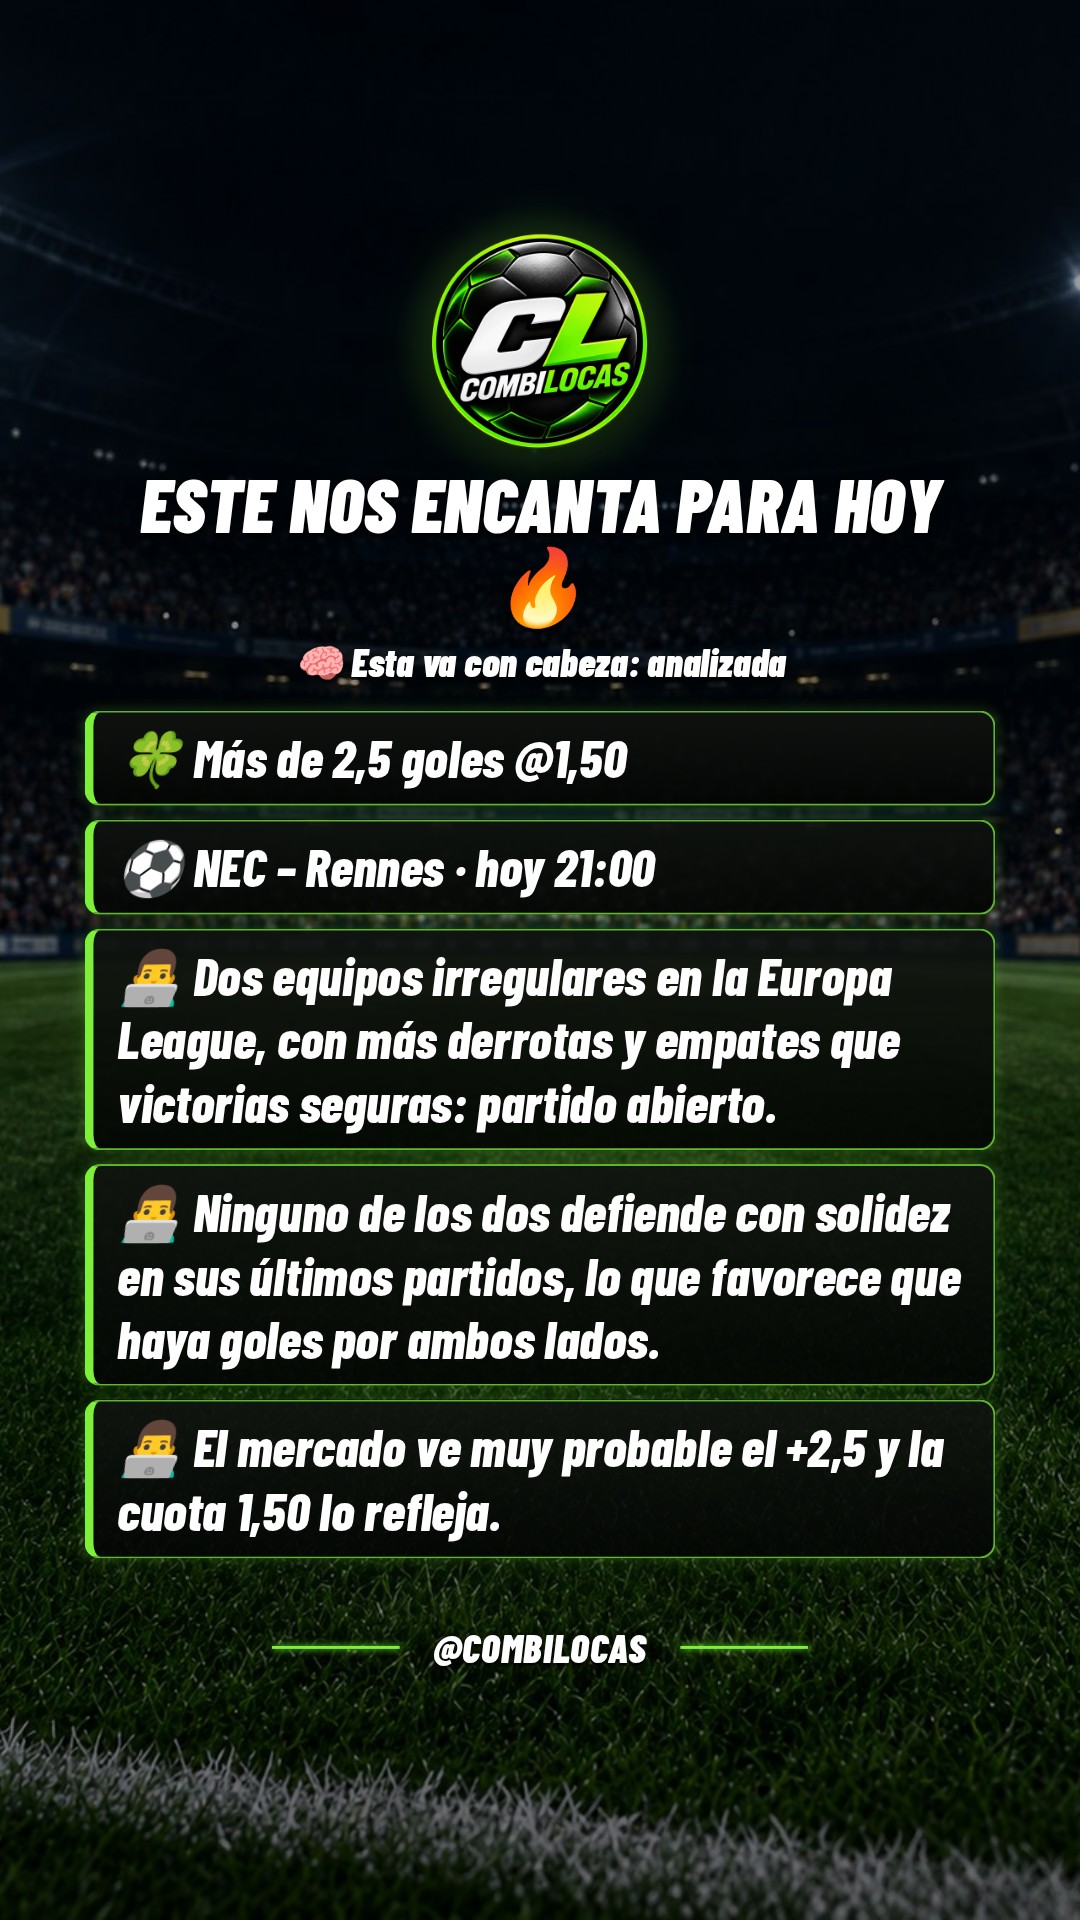 CL
COMBILOCAS
ESTE NOS ENCANTA PARA HOY
🔥
🧠 Esta va con cabeza: analizada
🍀 Más de 2,5 goles @1,50
⚽ NEC – Rennes · hoy 21:00
👨‍💻 Dos equipos irregulares en la Europa
League, con más derrotas y empates que
victorias seguras: partido abierto.
👨‍💻 Ninguno de los dos defiende con solidez
en sus últimos partidos, lo que favorece que
haya goles por ambos lados.
👨‍💻 El mercado ve muy probable el +2,5 y la
cuota 1,50 lo refleja.
@COMBILOCAS